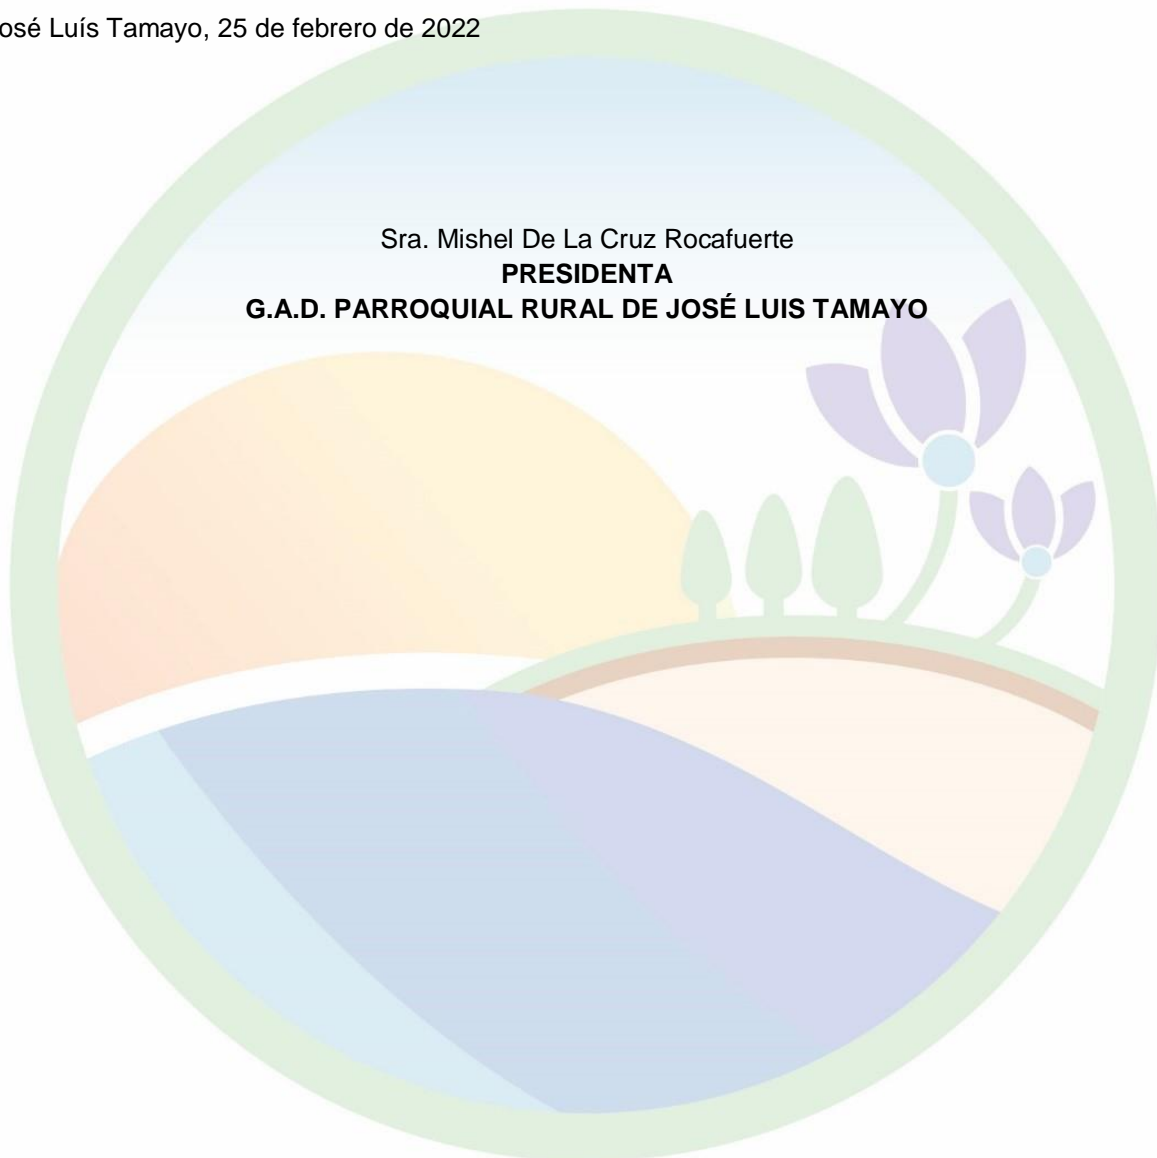 osé Luís Tamayo, 25 de febrero de 2022
Sra. Mishel De La Cruz Rocafuerte
PRESIDENTA
G.A.D. PARROQUIAL RURAL DE JOSÉ LUIS TAMAYO